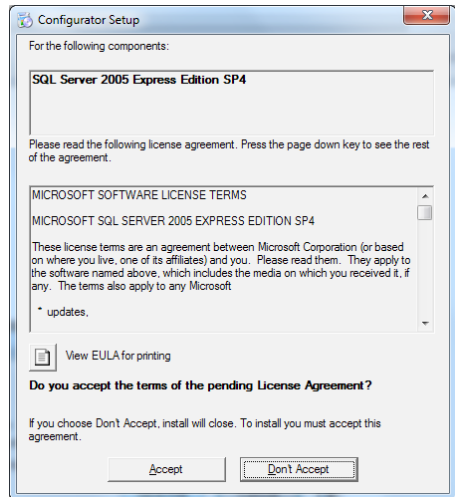 Configurator Setup
For the following components:
SQL Server 2005 Express Edition SP4
Please read the following license agreement. Press the page down key to see the rest
of the agreement.
MICROSOFT SOFTWARE LICENSE TERMS
MICROSOFT SQL SERVER 2005 EXPRESS EDITION SP4
These license terms are an agreement between Microsoft Corporation (or based
on where you live, one of its affiliates) and you.  Please read them.  They apply to
the software named above, which includes the media on which you received it, if
any.  The terms also apply to any Microsoft
* updates,
View EULA for printing
Do you accept the terms of the pending License Agreement?
If you choose Don't Accept, install will close. To install you must accept this
agreement.
Accept
Don't Accept